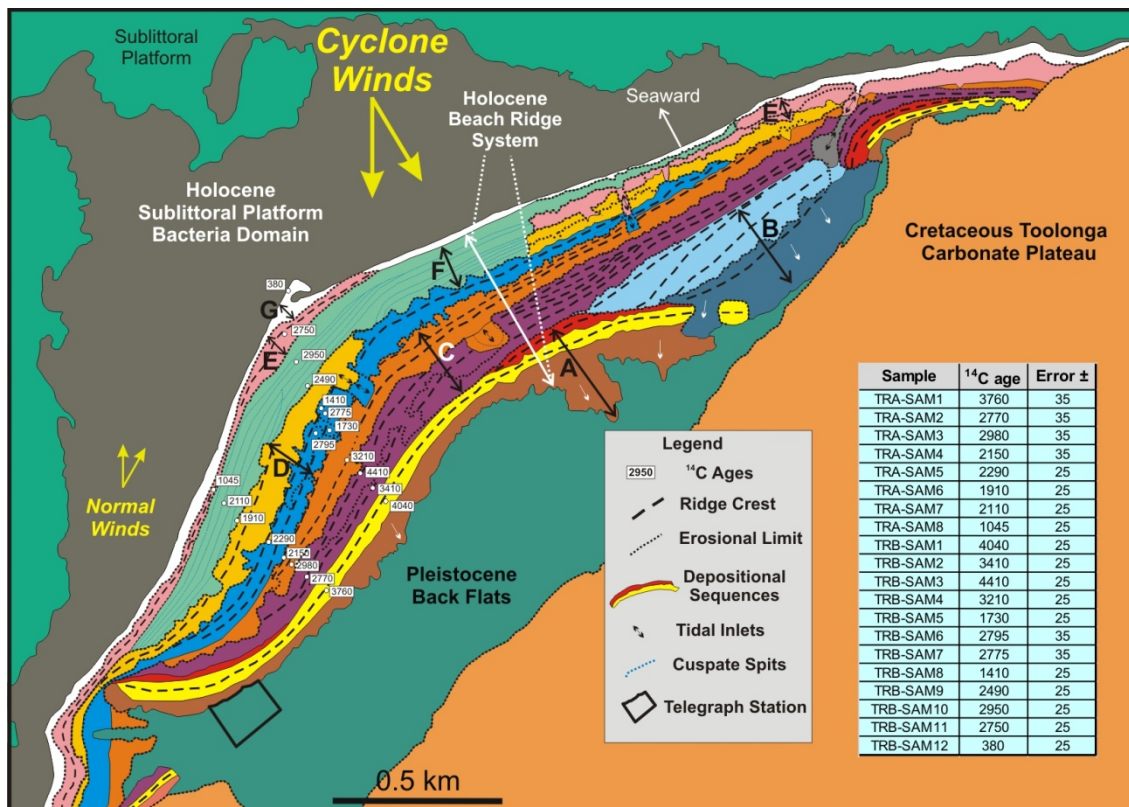 Sublittoral
Platform
Cyclone
Winds
Holocene
Beach Ridge
System
Seaward
Holocene
Sublittoral Platform
Bacteria Domain
E
B
Cretaceous Toolonga
Carbonate Plateau
F
380
G
2750
E
2950
C
A
2490
1410
2775
1730
2795
D
3210
4410
3410
4040
1045
2110
1910
2290
2150
2980
2770
3760
Normal
Winds
Pleistocene
Back Flats
0.5 km
Legend
2950 14C Ages
Ridge Crest
Erosional Limit
Depositional
Sequences
Tidal Inlets
Cuspate Spits
Telegraph Station
Sample 14C age Error ±
TRA-SAM1 3760 35
TRA-SAM2 2770 35
TRA-SAM3 2980 35
TRA-SAM4 2150 35
TRA-SAM5 2290 25
TRA-SAM6 1910 25
TRA-SAM7 2110 25
TRA-SAM8 1045 25
TRB-SAM1 4040 25
TRB-SAM2 3410 25
TRB-SAM3 4410 25
TRB-SAM4 3210 25
TRB-SAM5 1730 25
TRB-SAM6 2795 35
TRB-SAM7 2775 35
TRB-SAM8 1410 25
TRB-SAM9 2490 25
TRB-SAM10 2950 25
TRB-SAM11 2750 25
TRB-SAM12 380 25